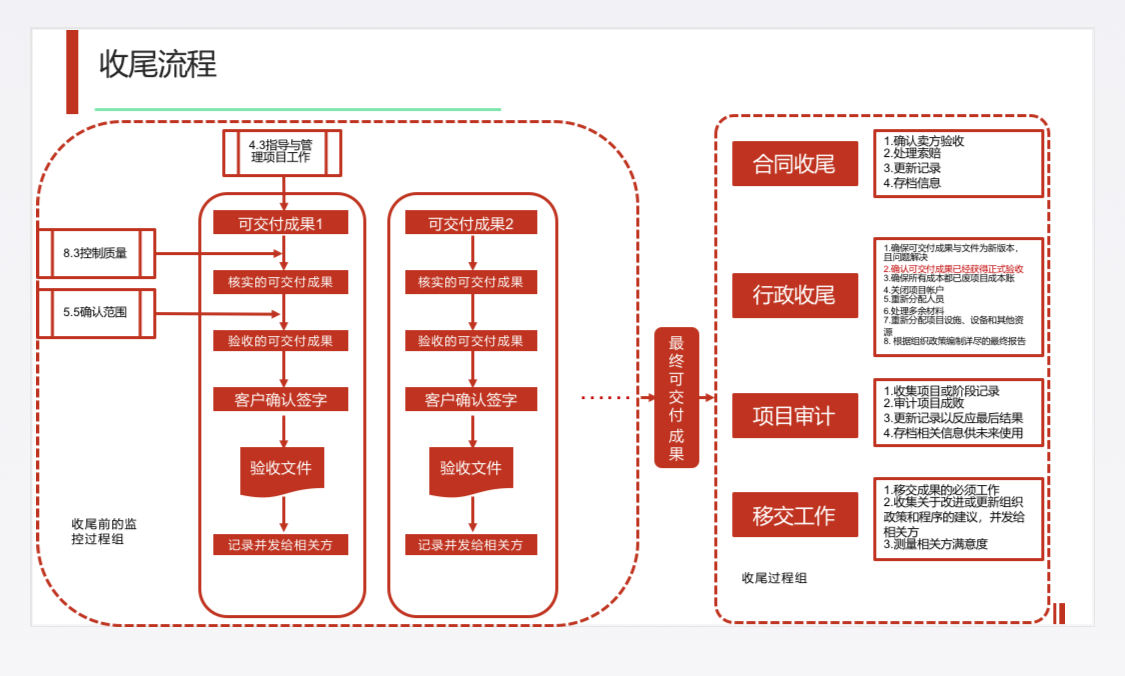 收尾流程
4.3指导与管
理项目工作
8.3控制质量
5.5确认范围
可交付成果1
核实的可交付成果
验收的可交付成果
客户确认签字
验收文件
记录并发给相关方
可交付成果2
核实的可交付成果
验收的可交付成果
客户确认签字
验收文件
记录并发给相关方
收尾前的监
控过程组
......
最
终
可
交
付
成
果
合同收尾
1.确认卖方验收
2.处理索赔
3.更新记录
4.存档信息
行政收尾
1.确保可交付成果与文件为新版本，
且问题解决
2.确认可交付成果已经获得正式验收
3.确保所有成本都已废项目成本账
4.关闭项目帐户
5.重新分配人员
6.处理多余材料
7.重新分配项目设施、设备和其他资
源
8. 根据组织政策编制详尽的最终报告
项目审计
1.收集项目或阶段记录
2.审计项目成败
3.更新记录以反应最后结果
4.存档相关信息供未来使用
移交工作
1.移交成果的必须工作
2.收集关于改进或更新组织
政策和程序的建议，并发给
相关方
3.测量相关方满意度
收尾过程组